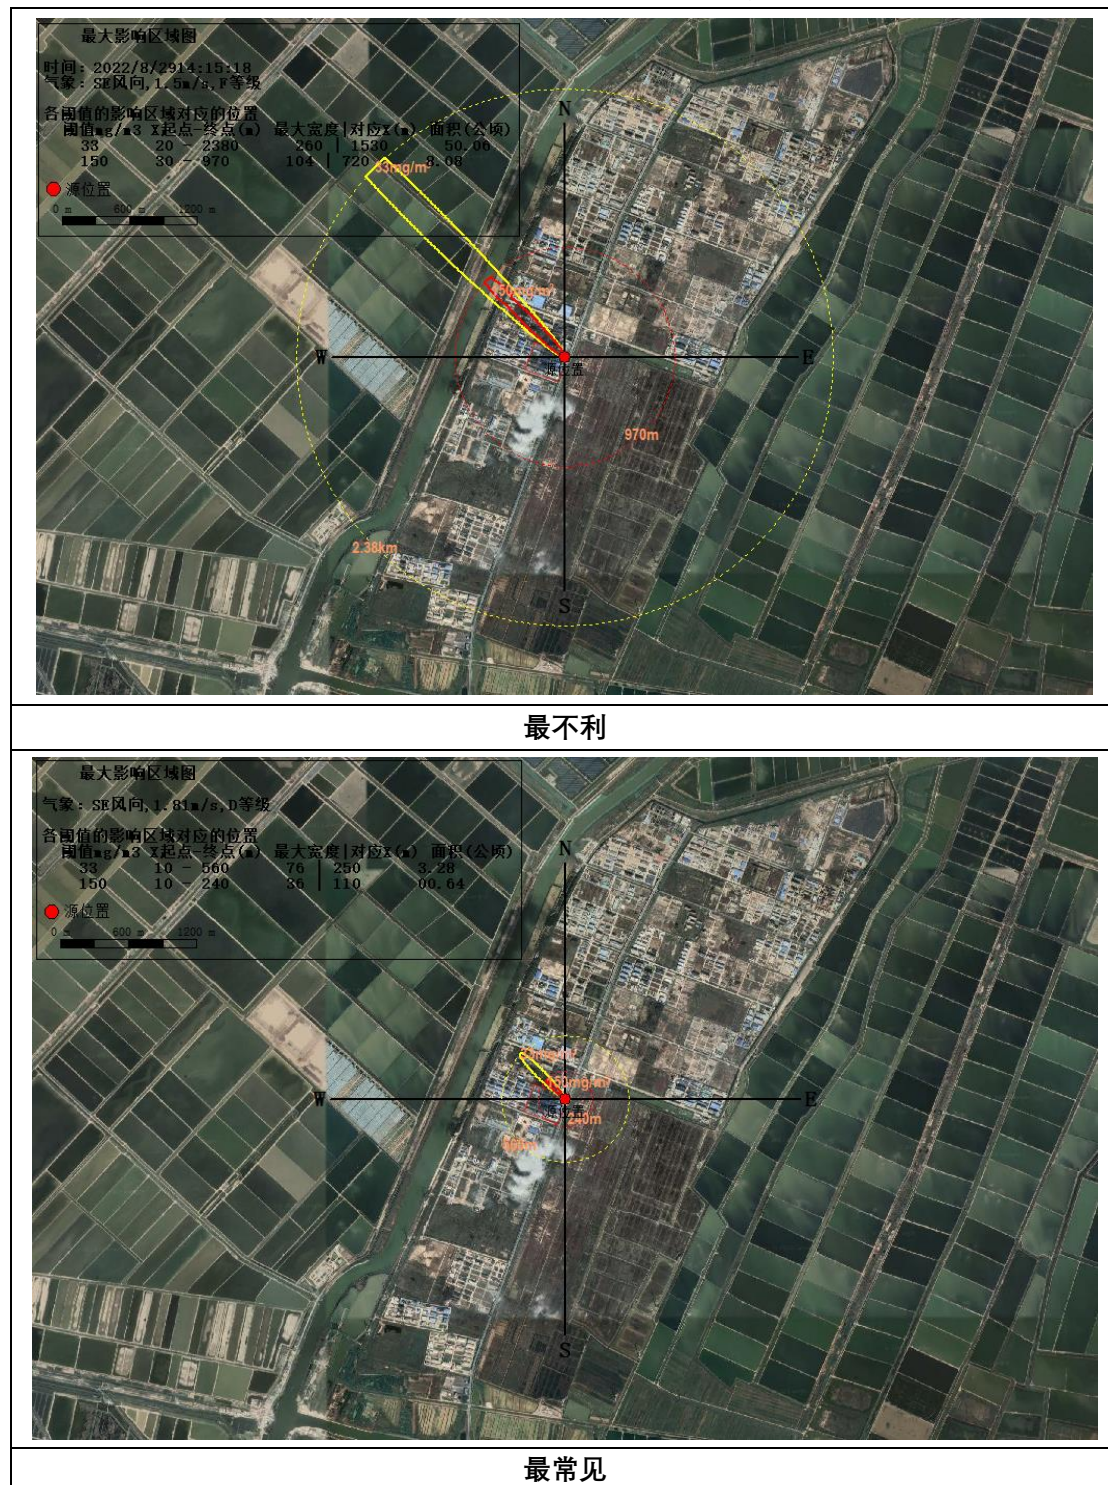 最大影响区域图
时间：2022/8/2914:15:18
气象：SE风向,1.5m/s,F等级
各阈值的影响区域对应的位置
阈值mg/m3 X起点-终点(m) 最大宽度|对应X(m) 面积(公顷)
33 20 - 2380 260 | 1530 50.06
150 30 - 970 104 | 720 8.08
源位置
0 m 600 m 1200 m
N
33mg/m³
150mg/m³
W
E
源位置
970m
2.38km
S
最不利
最大影响区域图
气象：SE风向,1.81m/s,D等级
各阈值的影响区域对应的位置
阈值mg/m3 X起点-终点(m) 最大宽度|对应X(m) 面积(公顷)
33 10 - 560 76 | 250 3.28
150 10 - 240 36 | 110 00.64
源位置
0 m 600 m 1200 m
N
150mg/m³
W
E
源位置
240m
560m
S
最常见